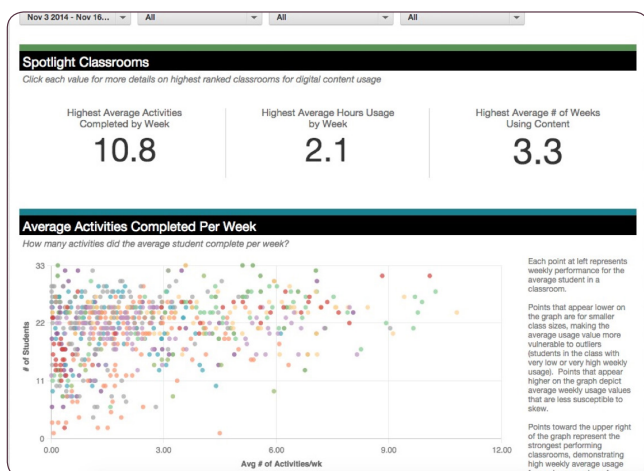 Nov 3 2014 - Nov 16... All All All
Spotlight Classrooms
Click each value for more details on highest ranked classrooms for digital content usage
Highest Average Activities
Completed by Week
10.8
Highest Average Hours Usage
by Week
2.1
Highest Average # of Weeks
Using Content
3.3
Average Activities Completed Per Week
How many activities did the average student complete per week?
# of Students
33
22
11
0
0.00 3.00 6.00 9.00 12.00
Avg # of Activities/wk
Each point at left represents
weekly performance for the
average student in a
classroom.
Points that appear lower on
the graph are for smaller
class sizes, making the
average usage value more
vulnerable to outliers
(students in the class with
very low or very high weekly
usage). Points that appear
higher on the graph depict
average weekly usage values
that are less susceptible to
skew.
Points toward the upper right
of the graph represent the
strongest performing
classrooms, demonstrating
high weekly average usage